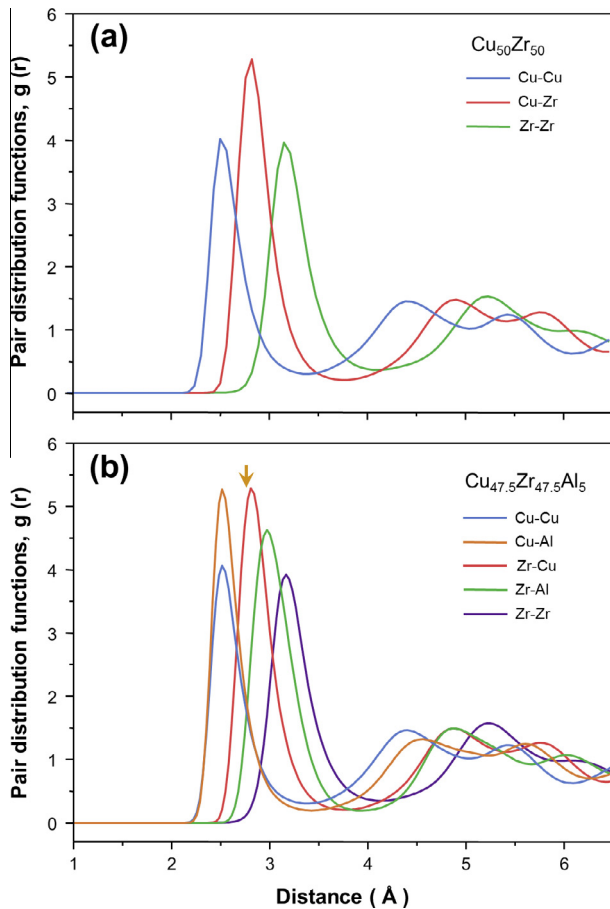 (a)
Cu50Zr50
Cu-Cu
Cu-Zr
Zr-Zr
Pair distribution functions, g (r)
6
5
4
3
2
1
0
(b)
Cu47.5Zr47.5Al5
Cu-Cu
Cu-Al
Zr-Cu
Zr-Al
Zr-Zr
Pair distribution functions, g (r)
6
5
4
3
2
1
0
1 2 3 4 5 6
Distance ( Å )